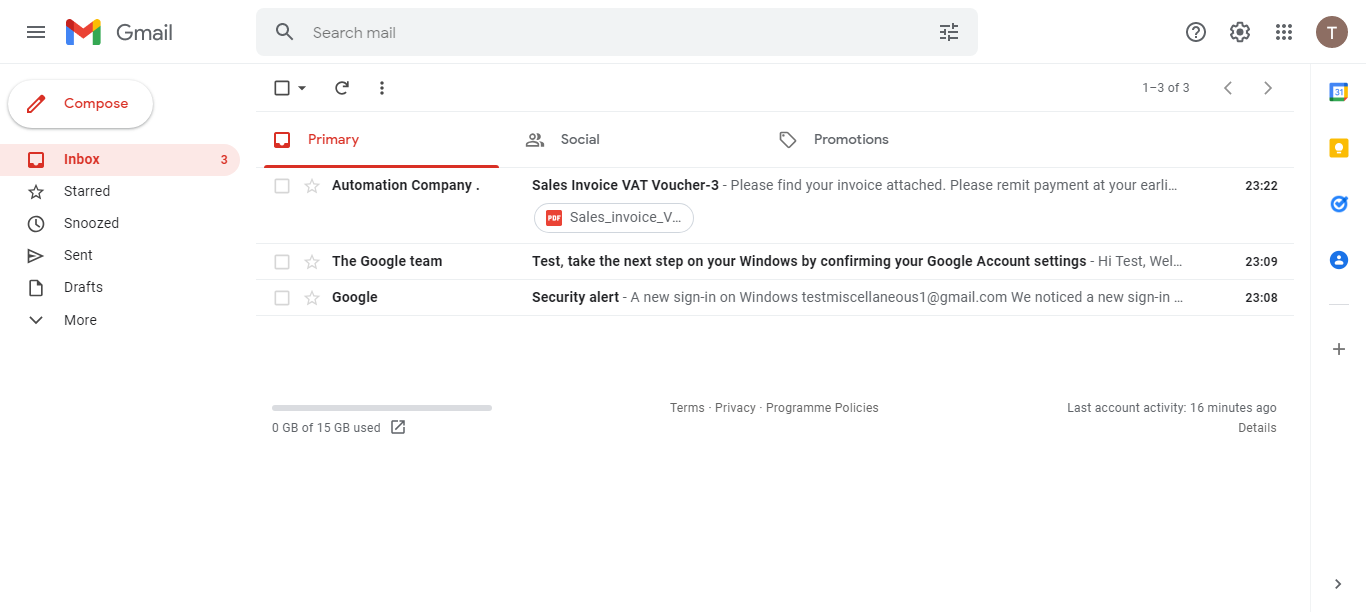 Gmail
Search mail
T
Compose
1–3 of 3
31
Primary
Social
Promotions
Inbox 3
Automation Company . Sales Invoice VAT Voucher-3 - Please find your invoice attached. Please remit payment at your earli... 23:22
Starred
PDF Sales_invoice_V...
Snoozed
Sent
The Google team Test, take the next step on your Windows by confirming your Google Account settings - Hi Test, Wel... 23:09
Drafts
Google Security alert - A new sign-in on Windows testmiscellaneous1@gmail.com We noticed a new sign-in ... 23:08
More
Terms · Privacy · Programme Policies
Last account activity: 16 minutes ago
0 GB of 15 GB used
Details